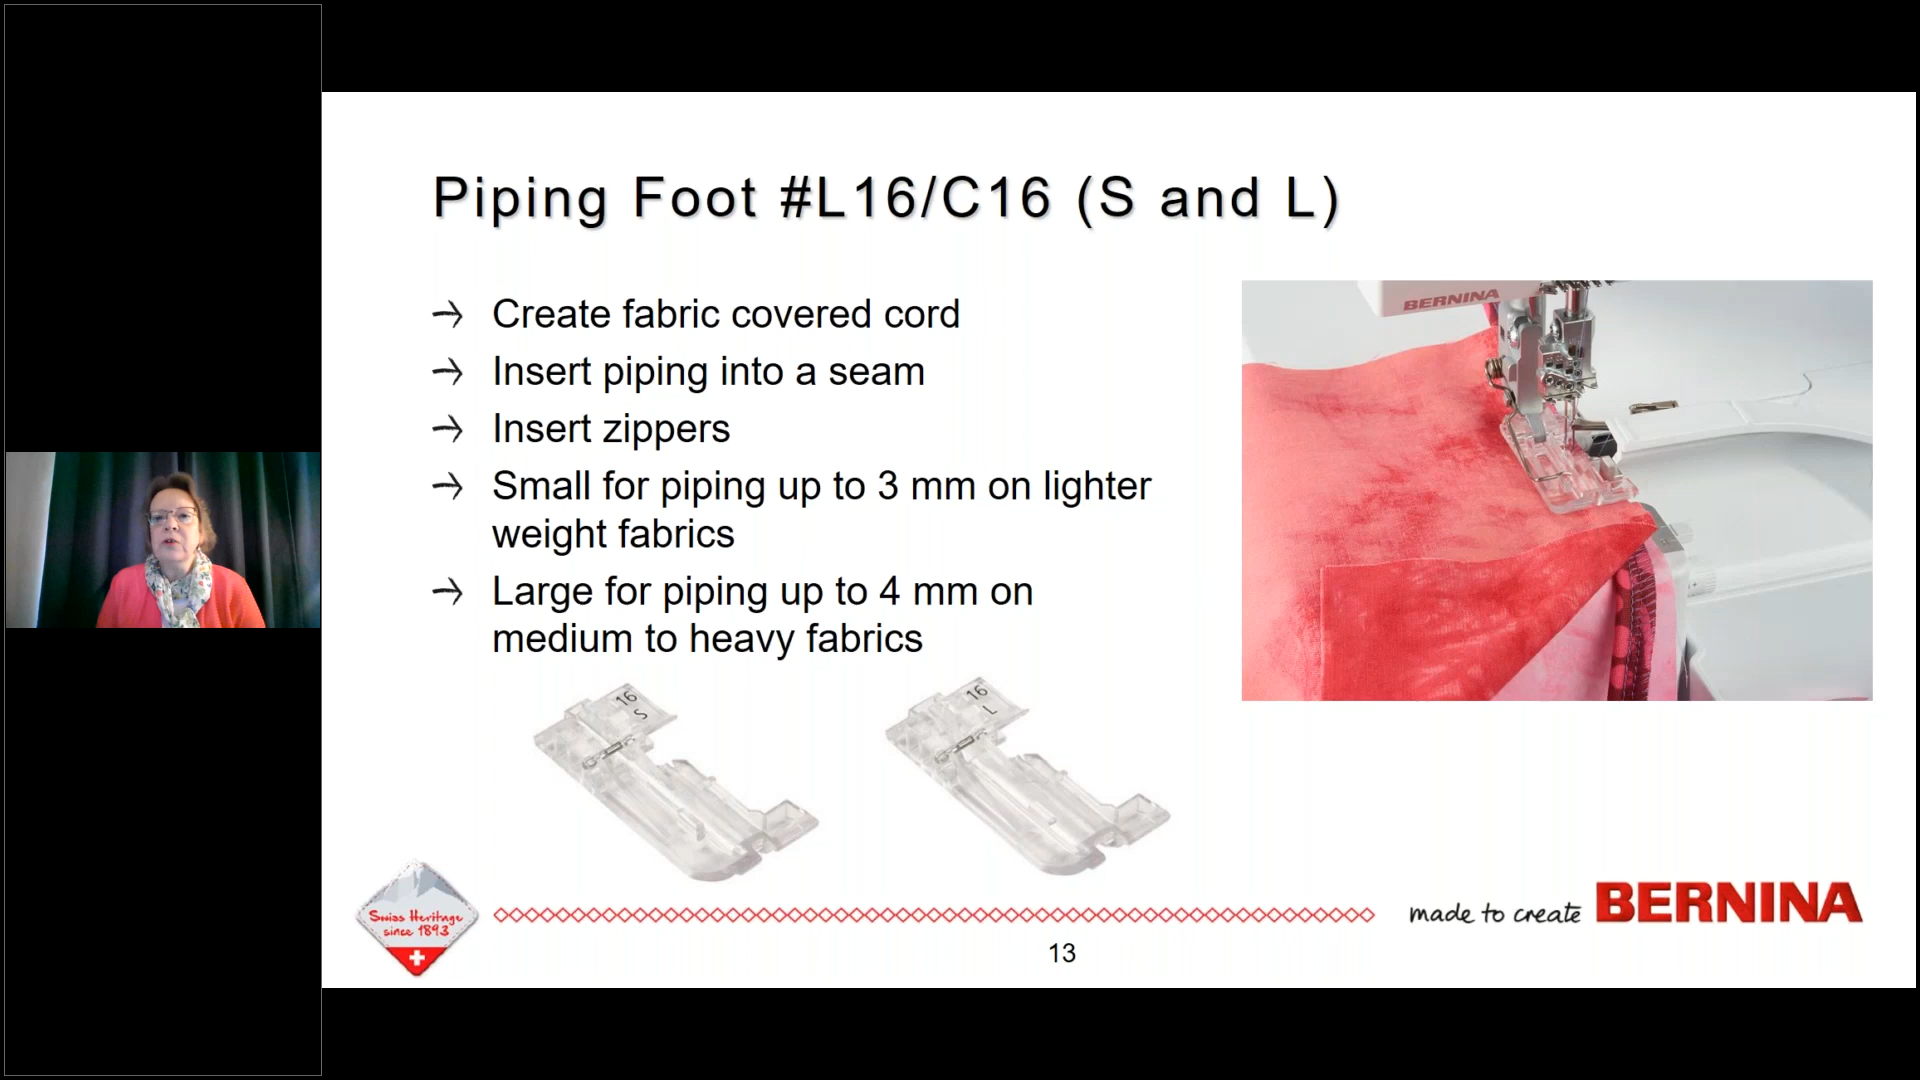 Piping Foot #L16/C16 (S and L)
Create fabric covered cord
Insert piping into a seam
Insert zippers
Small for piping up to 3 mm on lighter
weight fabrics
Large for piping up to 4 mm on
medium to heavy fabrics
BERNINA
16
S
16
L
Swiss Heritage
since 1893
made to create BERNINA
13